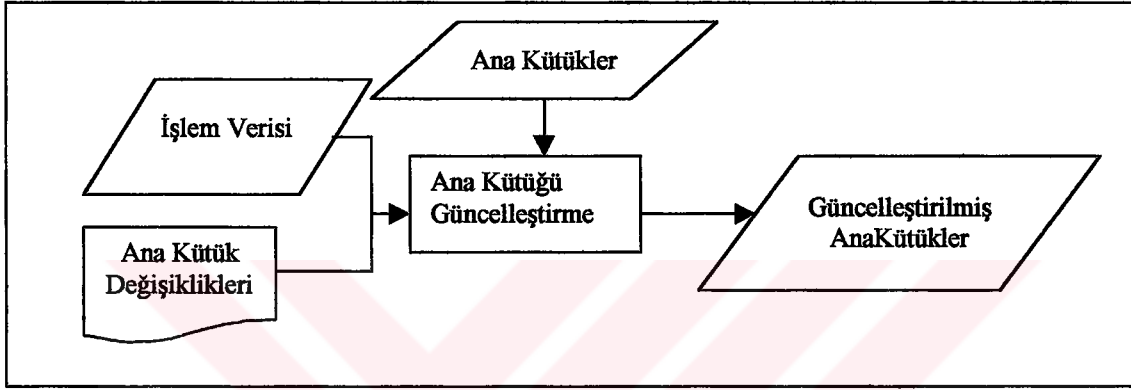 Ana Kütükler
İşlem Verisi
Ana Kütüğü
Güncelleştirme
Güncelleştirilmiş
AnaKütükler
Ana Kütük
Değişiklikleri